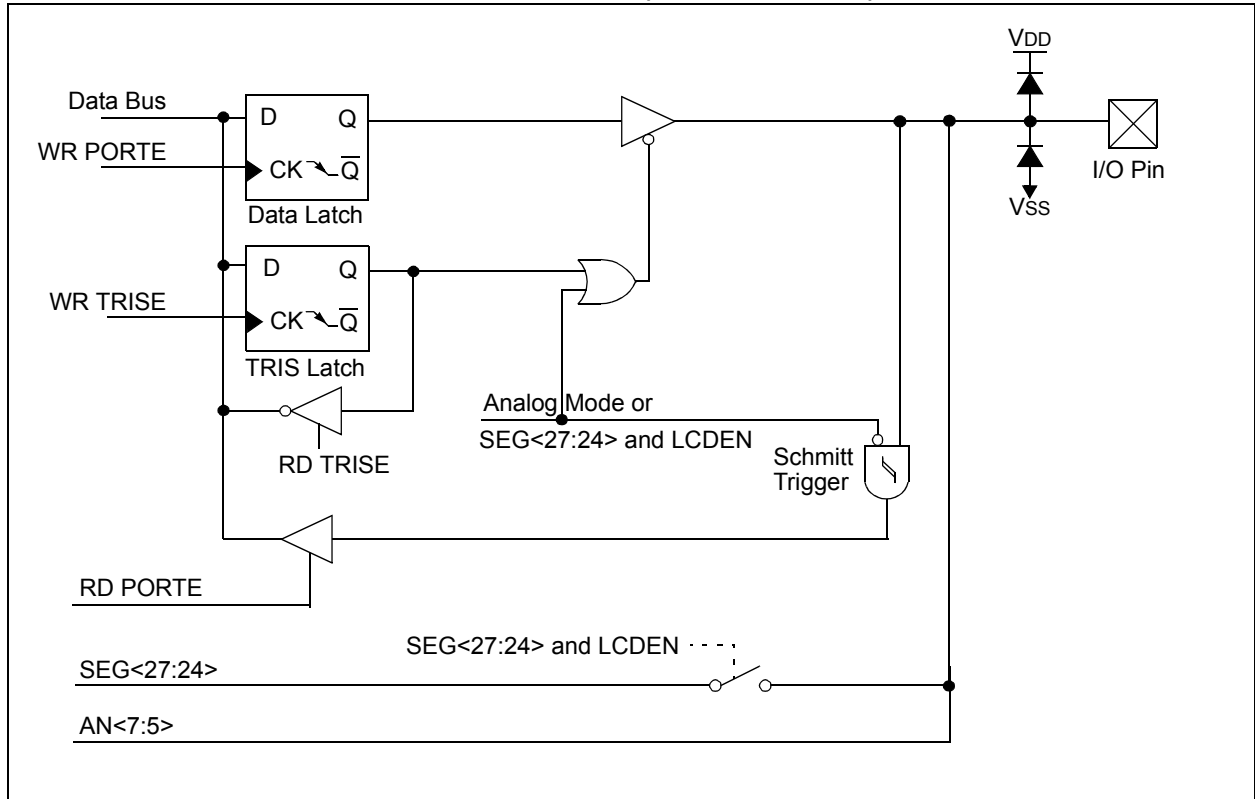 VDD
Data Bus
D Q
WR PORTE
CK Q
I/O Pin
Data Latch
VSS
D Q
WR TRISE
CK Q
TRIS Latch
Analog Mode or
SEG<27:24> and LCDEN
RD TRISE
Schmitt
Trigger
RD PORTE
SEG<27:24> and LCDEN
SEG<27:24>
AN<7:5>